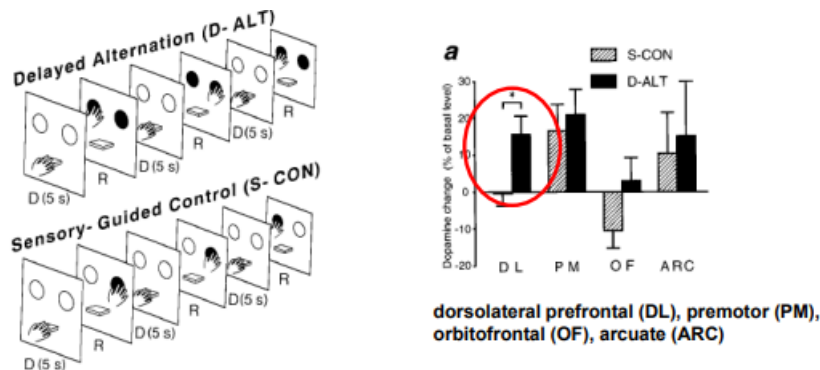 Delayed Alternation (D- ALT)
D (5 s)
R
D (5 s)
R
D (5 s)
R
Sensory- Guided Control (S- CON)
D (5 s)
R
D (5 s)
R
D (5 s)
R
a
S-CON
D-ALT
Dopamine change (% of basal level)
30
20
10
0
-10
-20
*
D L
P M
O F
ARC
dorsolateral prefrontal (DL), premotor (PM),
orbitofrontal (OF), arcuate (ARC)